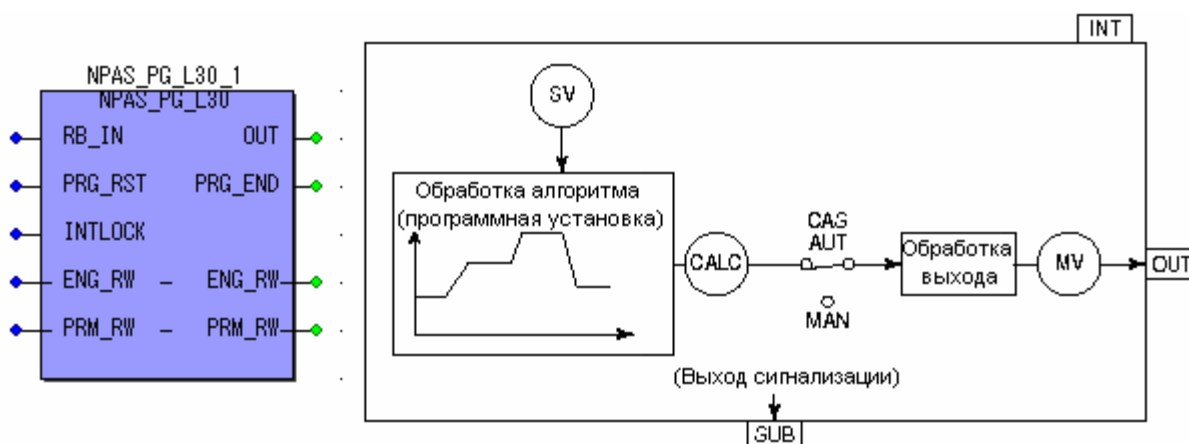 NPAS_PG_L30_1
NPAS_PG_L30
RB_IN OUT
PRG_RST PRG_END
INTLOCK
ENG_RW – ENG_RW
PRM_RW – PRM_RW
INT
SV
Обработка алгоритма
(программная установка)
CALC
CAS
AUT
MAN
Обработка
выхода
MV
OUT
(Выход сигнализации)
SUB